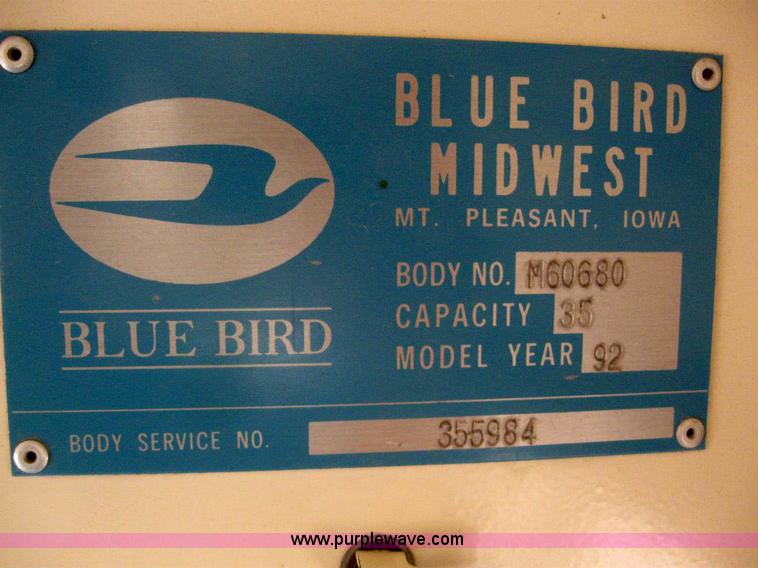 BLUE BIRD
MIDWEST
MT. PLEASANT, IOWA
BODY NO. M60680
CAPACITY 35
MODEL YEAR 92
BLUE BIRD
BODY SERVICE NO. 355984
www.purplewave.com